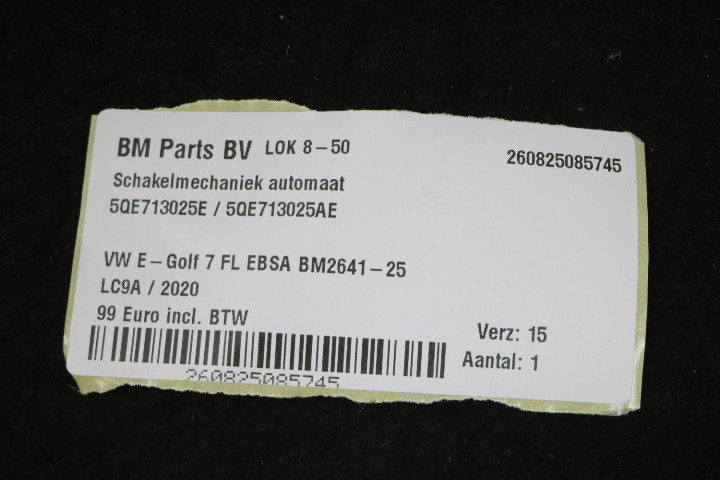 BM Parts BV LOK 8-50
260825085745
Schakelmechaniek automaat
5QE713025E / 5QE713025AE
VW E-Golf 7 FL EBSA BM2641-25
LC9A / 2020
99 Euro incl. BTW
Verz: 15
Aantal: 1
260825085745